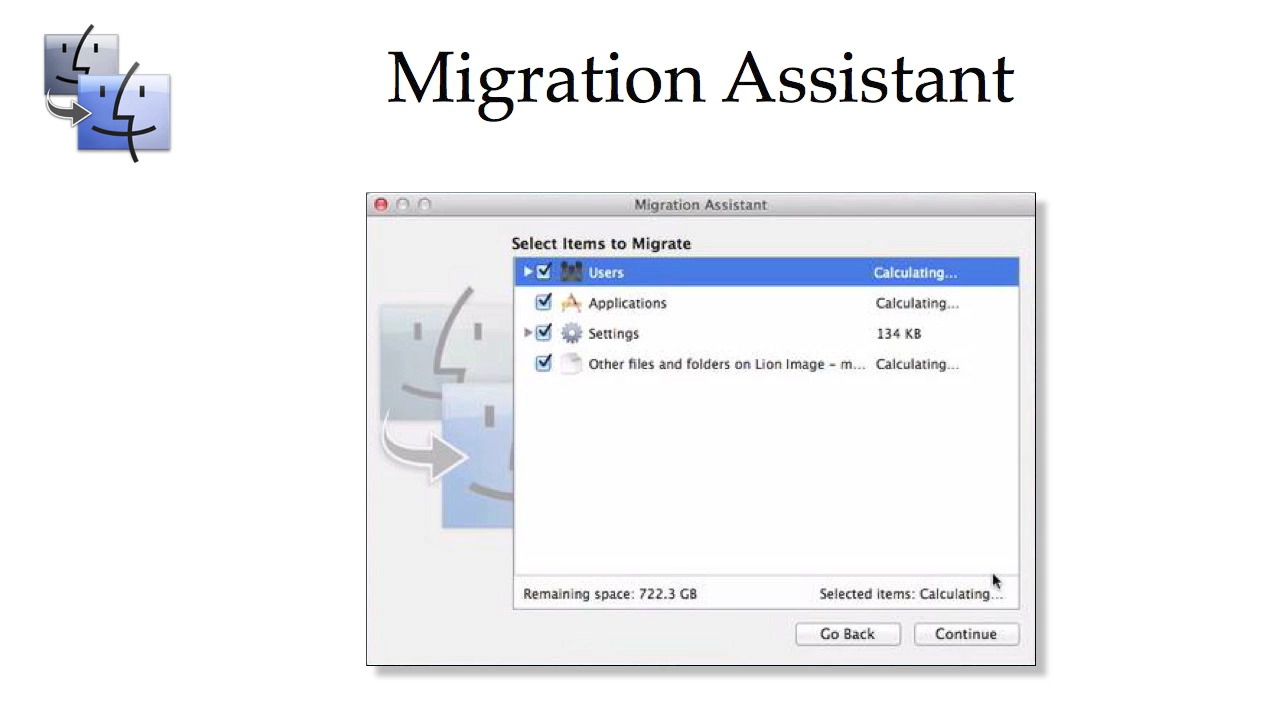 Migration Assistant
Migration Assistant
Select Items to Migrate
Users Calculating...
Applications Calculating...
Settings 134 KB
Other files and folders on Lion Image – m... Calculating...
Remaining space: 722.3 GB Selected items: Calculating...
Go Back Continue